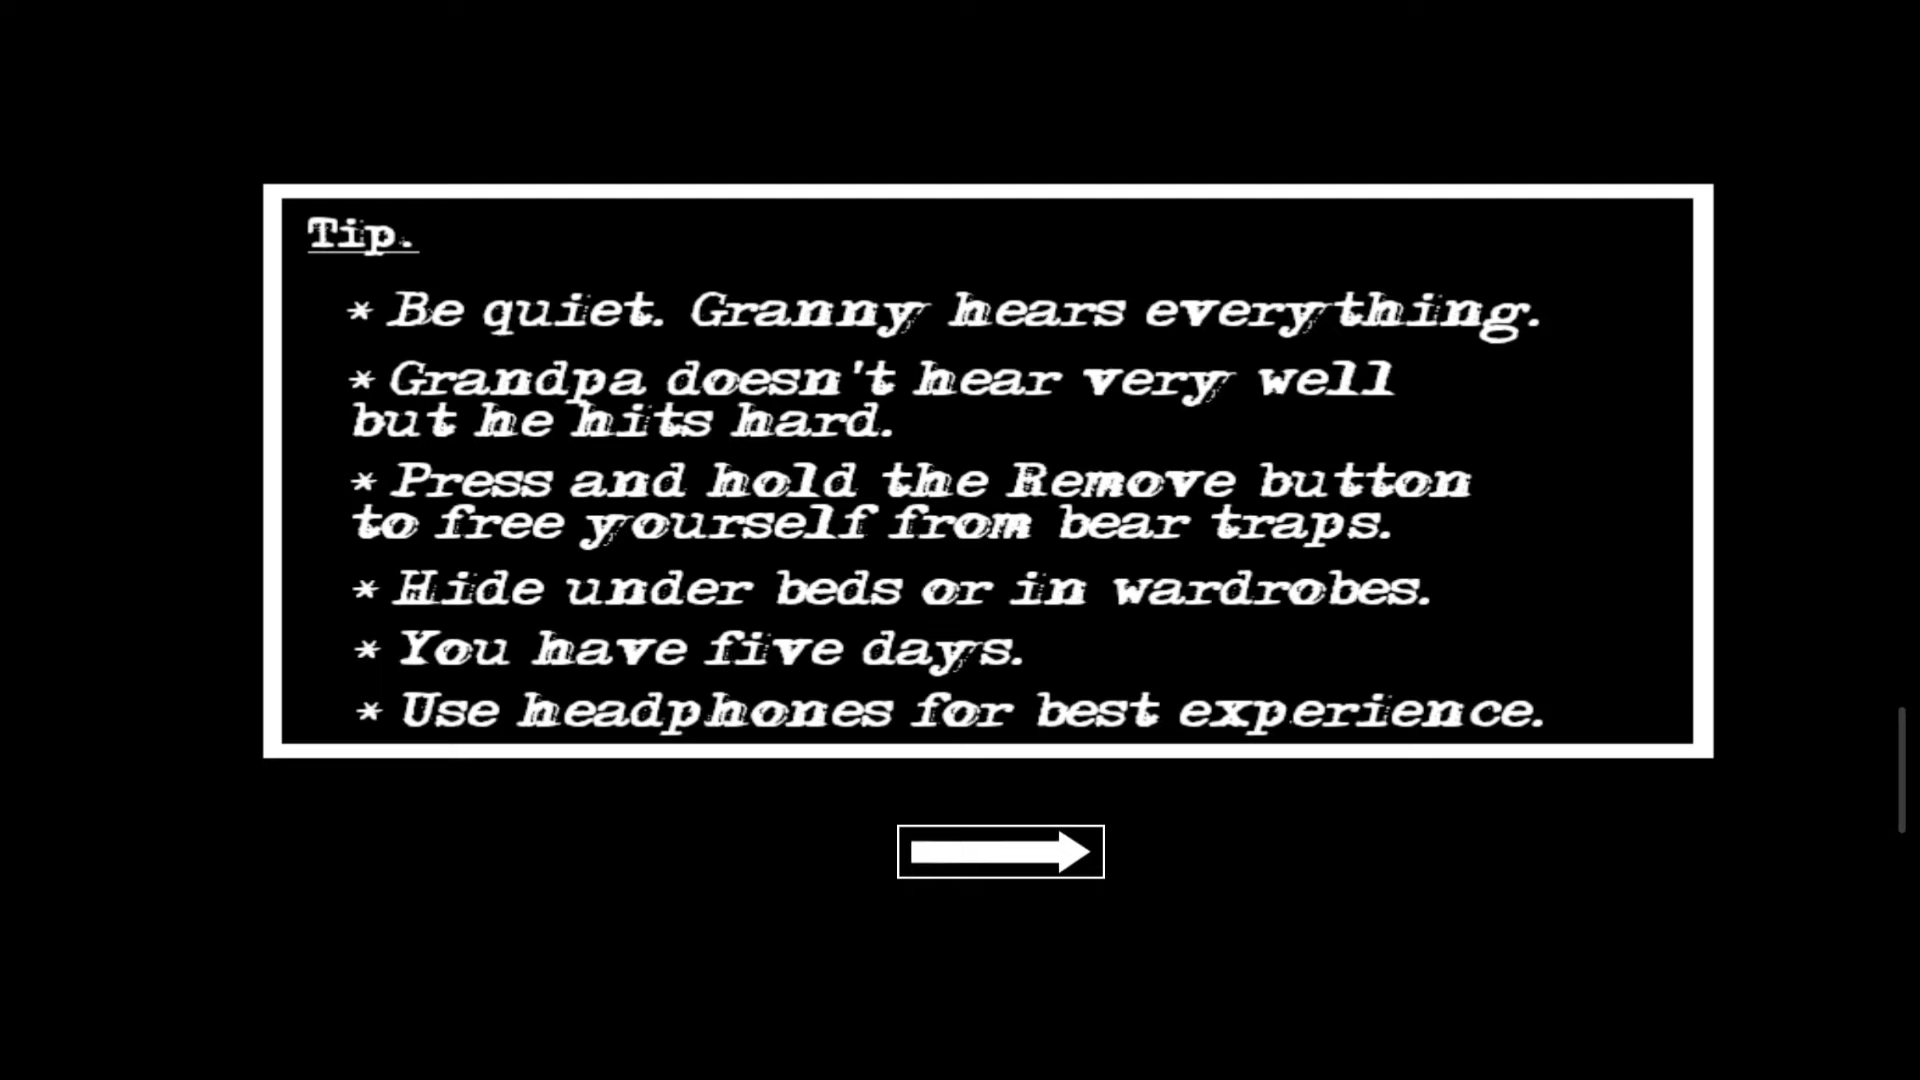 Tip.
* Be quiet. Granny hears everything.
* Grandpa doesn't hear very well
but he hits hard.
* Press and hold the Remove button
to free yourself from bear traps.
* Hide under beds or in wardrobes.
* You have five days.
* Use headphones for best experience.